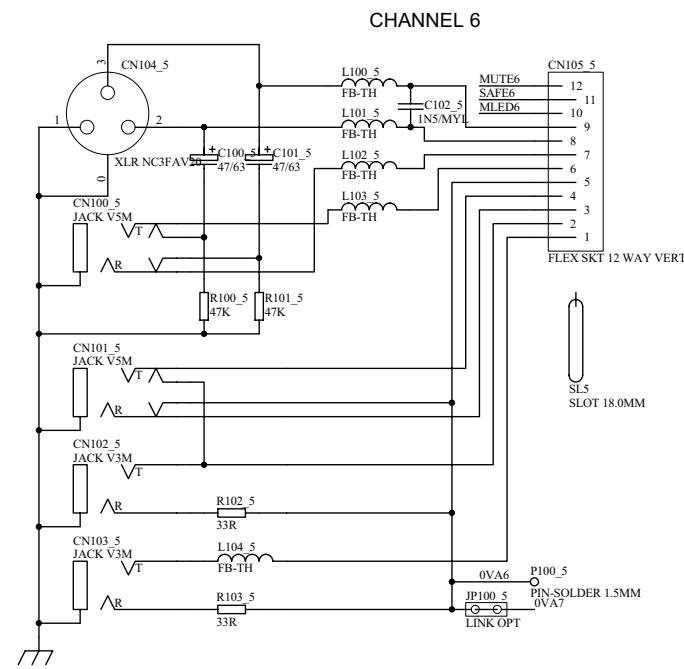 CHANNEL 6
CN104_5
3
1
2
0
XLR NC3FAV20
L100_5
FB-TH
L101_5
FB-TH
C102_5
1N5/MYL
C100_5
47/63
C101_5
47/63
L102_5
FB-TH
L103_5
FB-TH
CN105_5
MUTE6
SAFE6
MLED6
12
11
10
9
8
7
6
5
4
3
2
1
FLEX SKT 12 WAY VERT
CN100_5
JACK V5M
T
R
R100_5
47K
R101_5
47K
CN101_5
JACK V5M
T
R
SL5
SLOT 18.0MM
CN102_5
JACK V3M
T
R
R102_5
33R
CN103_5
JACK V3M
T
R
L104_5
FB-TH
R103_5
33R
0VA6
P100_5
PIN-SOLDER 1.5MM
JP100_5
0VA7
LINK OPT